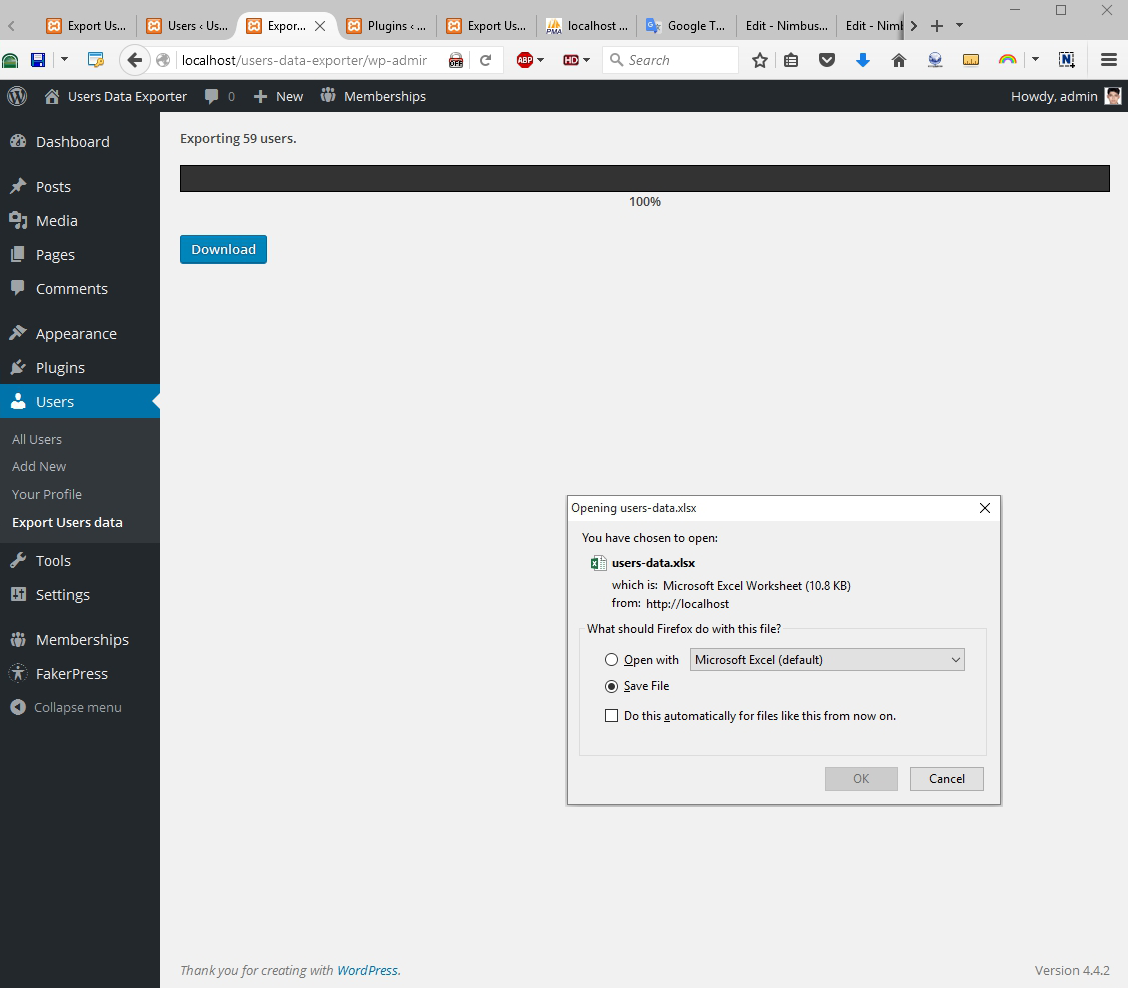 Export Us...
Users ‹ Us...
Expor...
Plugins ‹ ...
Export Us...
PMA
localhost ...
Google T...
Edit - Nimbus...
Edit - Nimb
localhost/users-data-exporter/wp-admin
OFF
ABP
HD
Search
N
Users Data Exporter
0
New
Memberships
Howdy, admin
Dashboard
Posts
Media
Pages
Comments
Appearance
Plugins
Users
All Users
Add New
Your Profile
Export Users data
Tools
Settings
Memberships
FakerPress
Collapse menu
Exporting 59 users.
100%
Download
Opening users-data.xlsx
You have chosen to open:
users-data.xlsx
which is: Microsoft Excel Worksheet (10.8 KB)
from: http://localhost
What should Firefox do with this file?
Open with
Microsoft Excel (default)
Save File
Do this automatically for files like this from now on.
OK
Cancel
Thank you for creating with WordPress.
Version 4.4.2